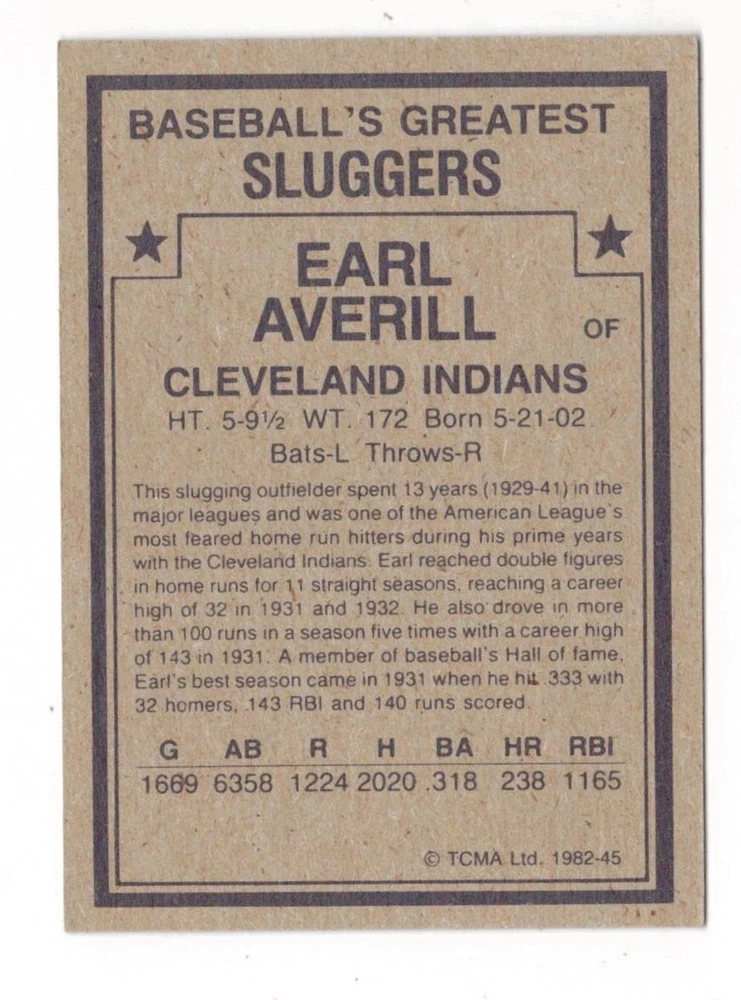 BASEBALL'S GREATEST
SLUGGERS
EARL
AVERILL
OF
CLEVELAND INDIANS
HT. 5-9½ WT. 172 Born 5-21-02
Bats-L Throws-R
This slugging outfielder spent 13 years (1929-41) in the
major leagues and was one of the American League's
most feared home run hitters during his prime years
with the Cleveland Indians. Earl reached double figures
in home runs for 11 straight seasons, reaching a career
high of 32 in 1931 and 1932. He also drove in more
than 100 runs in a season five times with a career high
of 143 in 1931. A member of baseball's Hall of fame,
Earl's best season came in 1931 when he hit .333 with
32 homers, 143 RBI and 140 runs scored.
G AB R H BA HR RBI
1669 6358 1224 2020 .318 238 1165
© TCMA Ltd. 1982-45